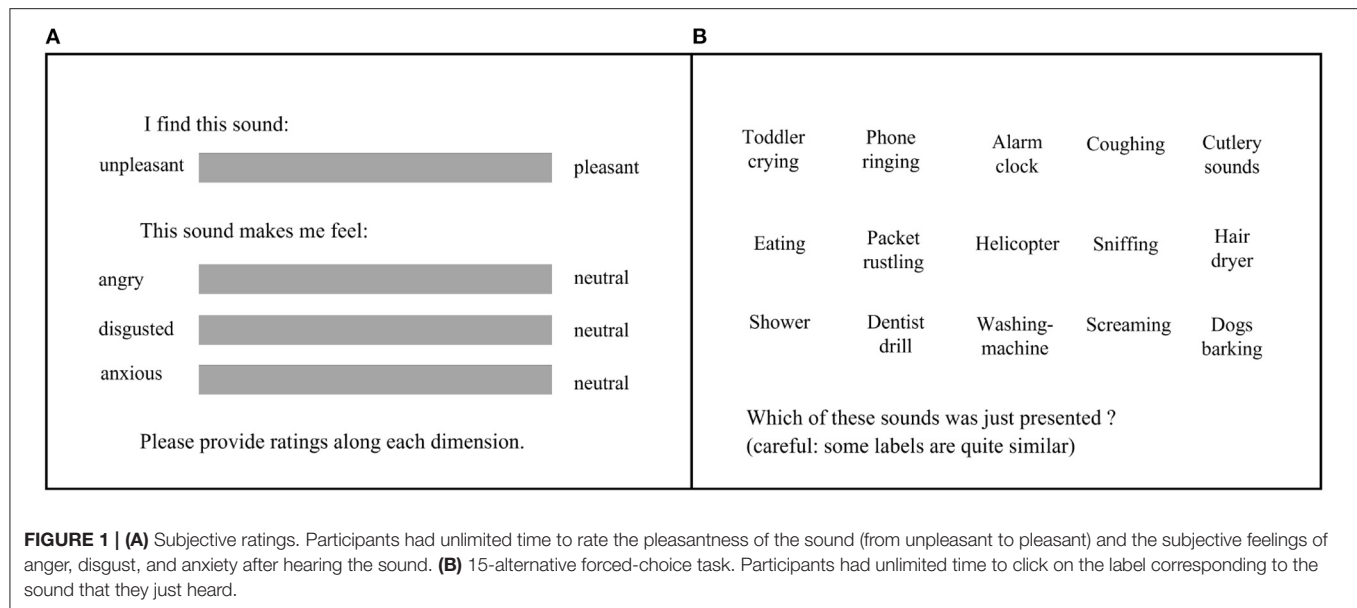 A
B
I find this sound:
unpleasant pleasant
This sound makes me feel:
angry neutral
disgusted neutral
anxious neutral
Please provide ratings along each dimension.
Toddler crying
Phone ringing
Alarm clock
Coughing
Cutlery sounds
Eating
Packet rustling
Helicopter
Sniffing
Hair dryer
Shower
Dentist drill
Washing-
machine
Screaming
Dogs barking
Which of these sounds was just presented ?
(careful: some labels are quite similar)
FIGURE 1 | (A) Subjective ratings. Participants had unlimited time to rate the pleasantness of the sound (from unpleasant to pleasant) and the subjective feelings of
anger, disgust, and anxiety after hearing the sound. (B) 15-alternative forced-choice task. Participants had unlimited time to click on the label corresponding to the
sound that they just heard.